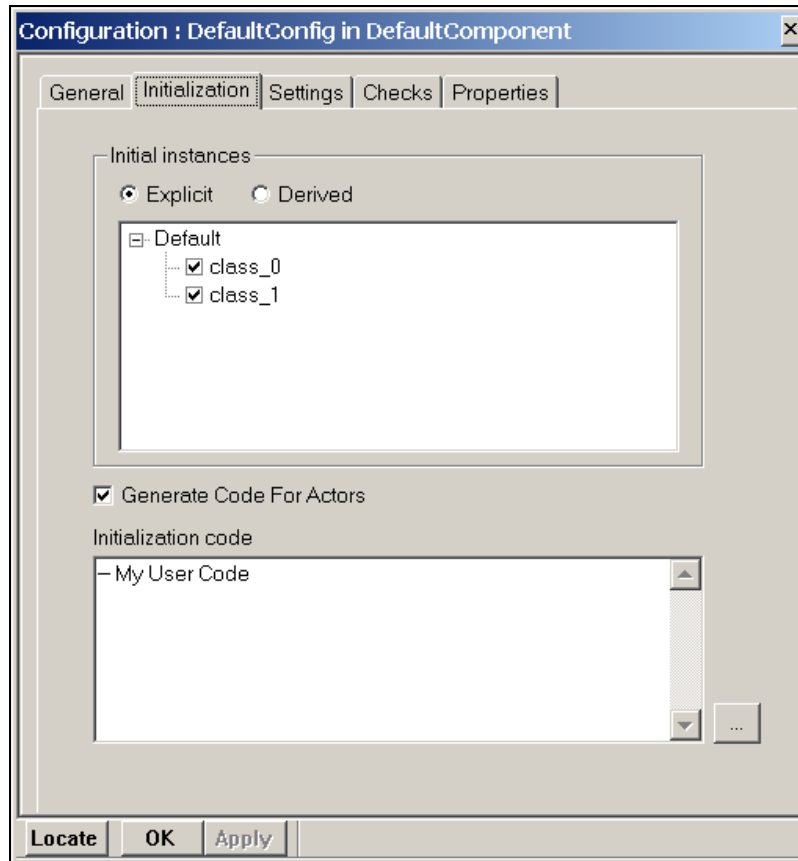 Configuration : DefaultConfig in DefaultComponent
General Initialization Settings Checks Properties
Initial instances
Explicit Derived
Default
class_0
class_1
Generate Code For Actors
Initialization code
– My User Code
...
Locate OK Apply